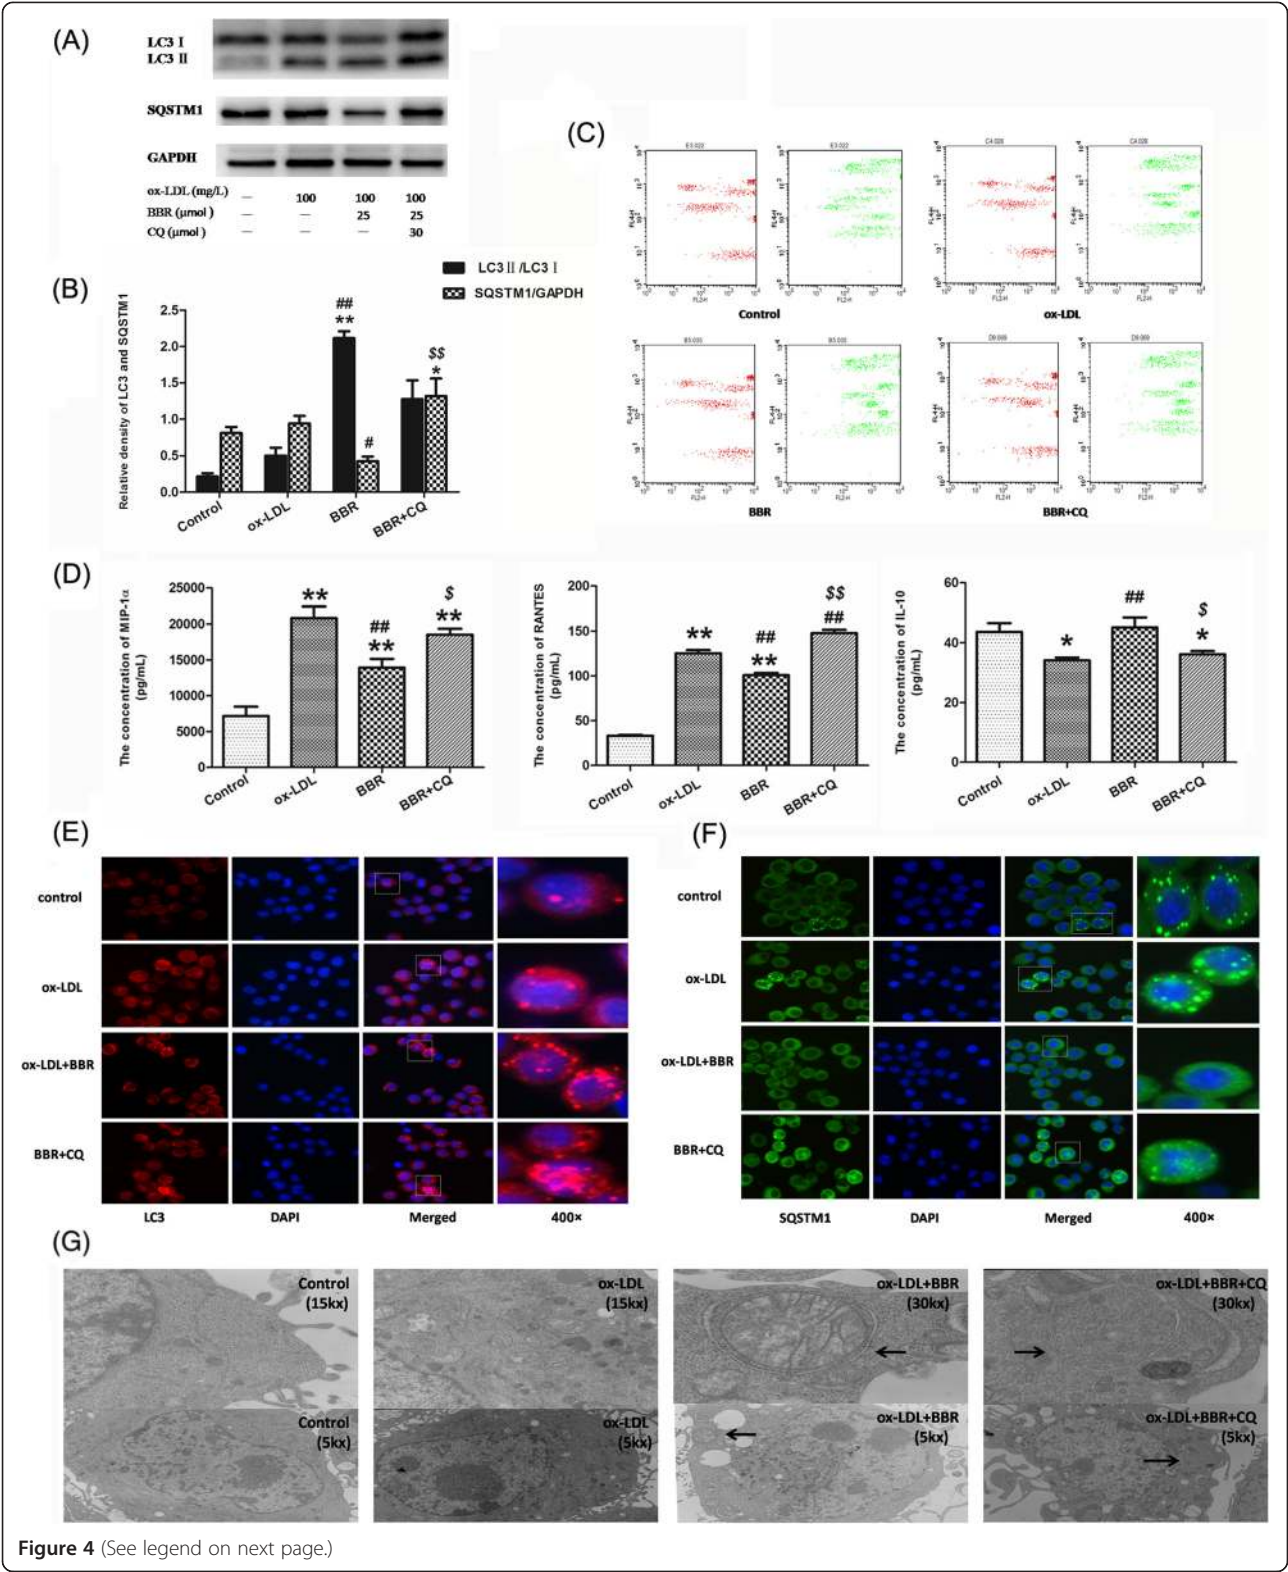 (A)
LC3 I
LC3 II
SQSTM1
GAPDH
ox-LDL (mg/L) — 100 100 100
BBR (μmol) — — 25 25
CQ (μmol) — — — 30
(B)
LC3II/LC3 I
SQSTM1/GAPDH
Relative density of LC3 and SQSTM1
2.5
2.0
1.5
1.0
0.5
0.0
##
**
#
$$
*
Control ox-LDL BBR BBR+CQ
(C)
Control
ox-LDL
BBR
BBR+CQ
(D)
The concentration of MIP-1α
(pg/mL)
25000
20000
15000
10000
5000
0
**
##
**
$
**
Control ox-LDL BBR BBR+CQ
The concentration of RANTES
(pg/mL)
200
150
100
50
0
**
##
**
$$
##
Control ox-LDL BBR BBR+CQ
The concentration of IL-10
(pg/mL)
60
40
20
0
*
##
$
*
Control ox-LDL BBR BBR+CQ
(E)
control
ox-LDL
ox-LDL+BBR
BBR+CQ
LC3 DAPI Merged 400×
(F)
control
ox-LDL
ox-LDL+BBR
BBR+CQ
SQSTM1 DAPI Merged 400×
(G)
Control
(15kx)
ox-LDL
(15kx)
ox-LDL+BBR
(30kx)
ox-LDL+BBR+CQ
(30kx)
Control
(5kx)
ox-LDL
(5kx)
ox-LDL+BBR
(5kx)
ox-LDL+BBR+CQ
(5kx)
Figure 4 (See legend on next page.)